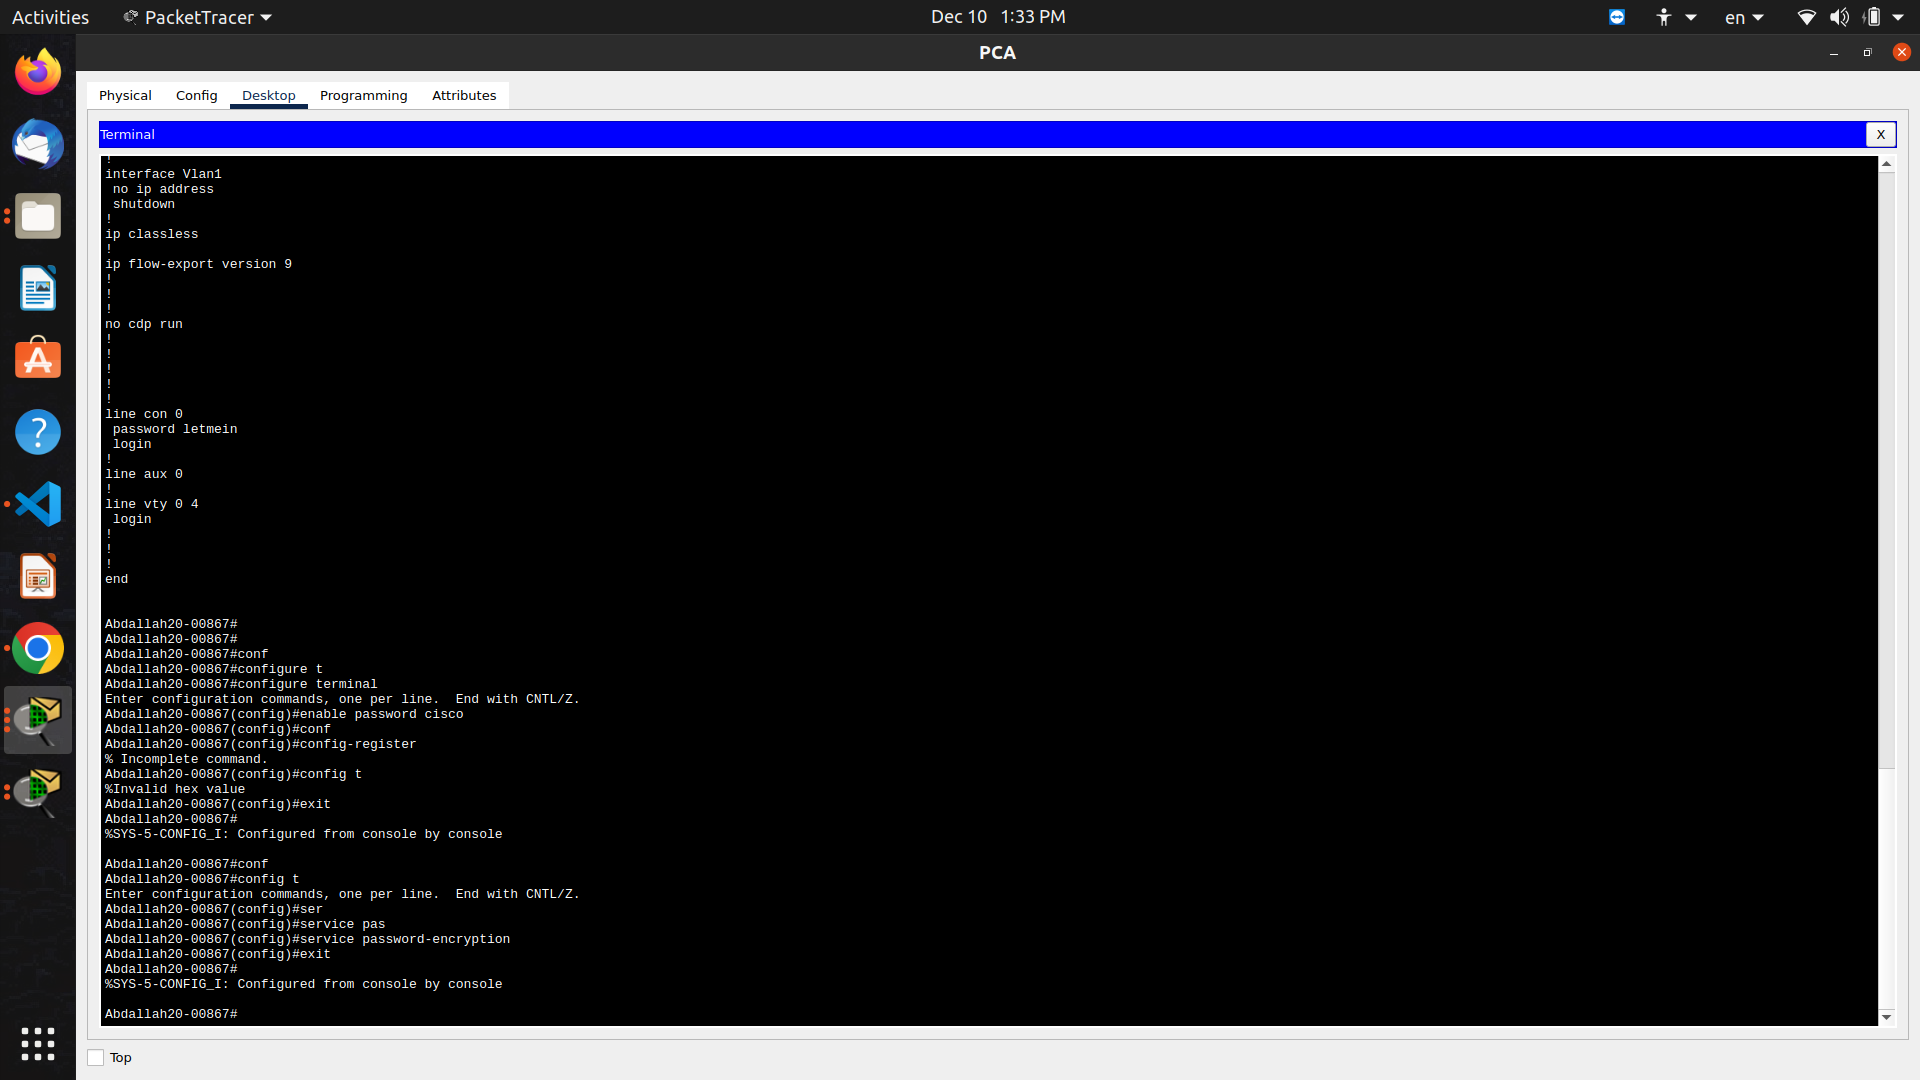 Activities
PacketTracer
Dec 10 1:33 PM
en
PCA
Physical
Config
Desktop
Programming
Attributes
Terminal
X
!
interface Vlan1
no ip address
shutdown
!
ip classless
!
ip flow-export version 9
!
!
!
no cdp run
!
!
!
!
!
line con 0
password letmein
login
!
line aux 0
!
line vty 0 4
login
!
!
!
end
Abdallah20-00867#
Abdallah20-00867#
Abdallah20-00867#conf
Abdallah20-00867#configure t
Abdallah20-00867#configure terminal
Enter configuration commands, one per line. End with CNTL/Z.
Abdallah20-00867(config)#enable password cisco
Abdallah20-00867(config)#conf
Abdallah20-00867(config)#config-register
% Incomplete command.
Abdallah20-00867(config)#config t
%Invalid hex value
Abdallah20-00867(config)#exit
Abdallah20-00867#
%SYS-5-CONFIG_I: Configured from console by console
Abdallah20-00867#conf
Abdallah20-00867#config t
Enter configuration commands, one per line. End with CNTL/Z.
Abdallah20-00867(config)#ser
Abdallah20-00867(config)#service pas
Abdallah20-00867(config)#service password-encryption
Abdallah20-00867(config)#exit
Abdallah20-00867#
%SYS-5-CONFIG_I: Configured from console by console
Abdallah20-00867#
Top